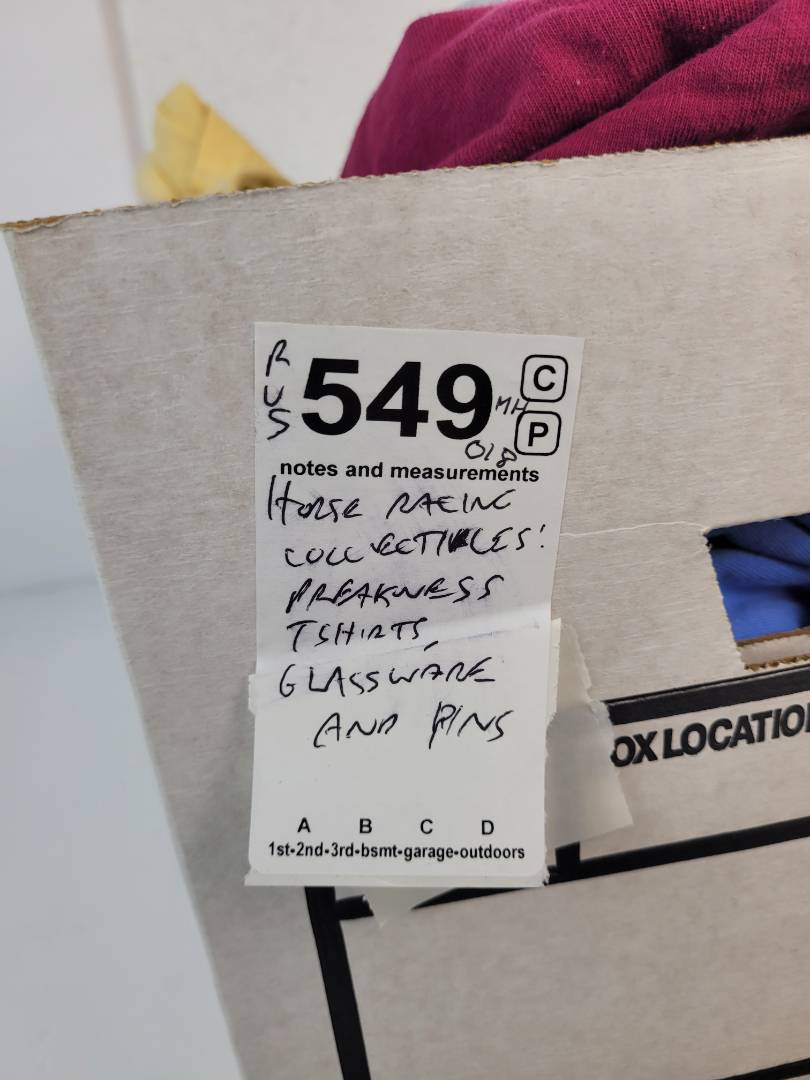 RUS
549
MH
C
P
018
notes and measurements
HORSE RACING
COLLECTIBLES!
PREAKNESS
TSHIRTS,
GLASSWARE
AND PINS
A B C D
1st-2nd-3rd-bsmt-garage-outdoors
OX LOCATIO